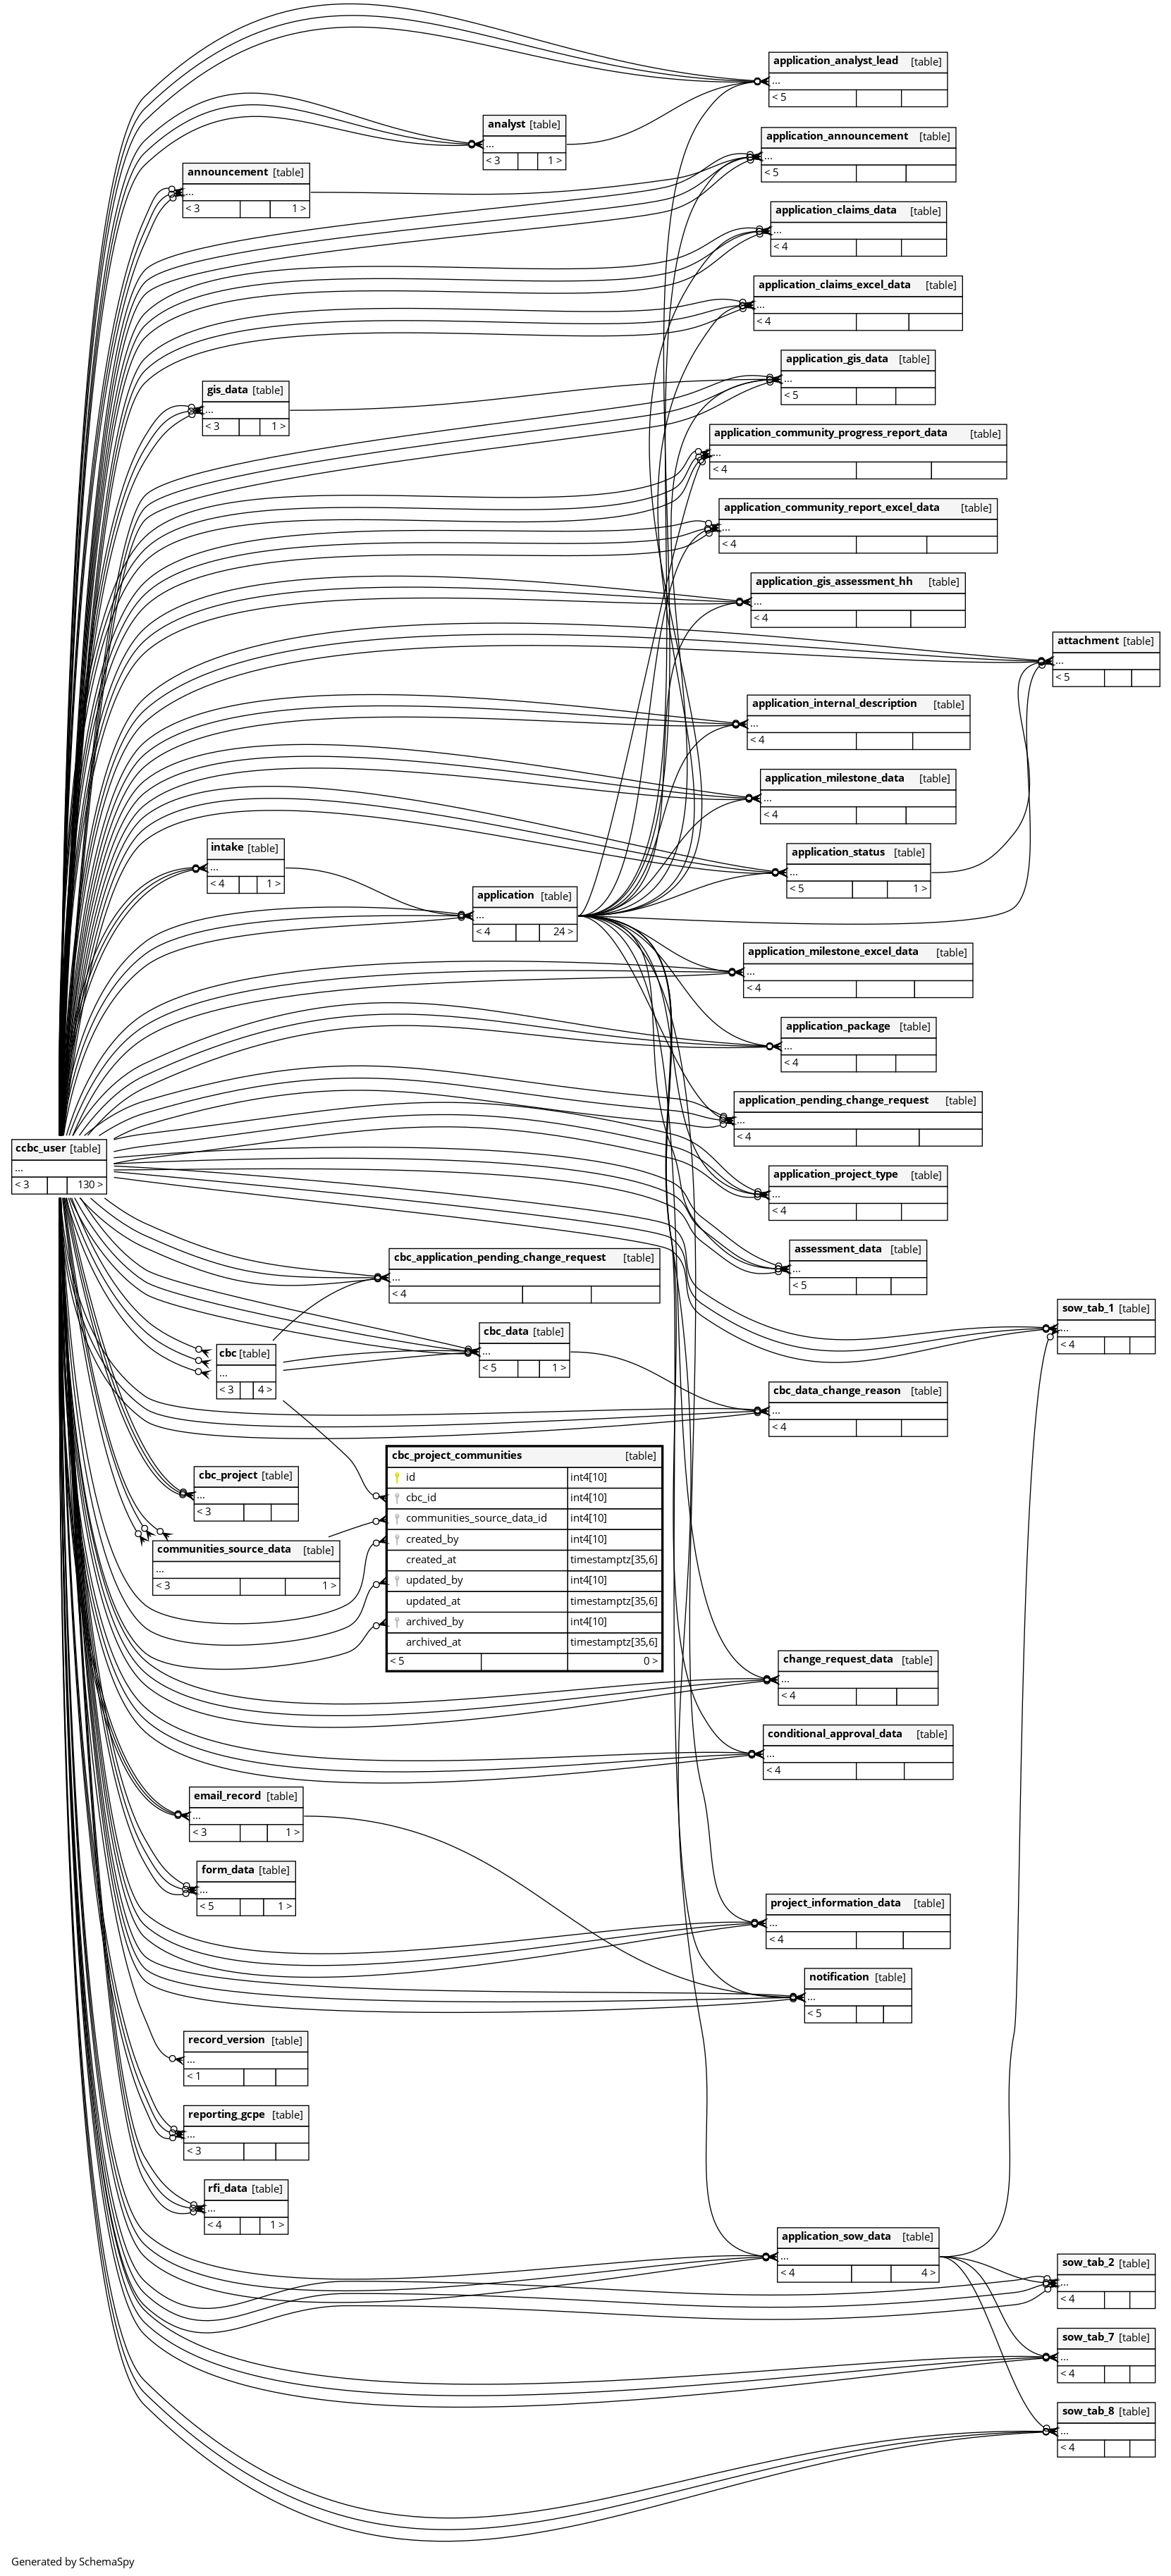 application_analyst_lead [table]
...
< 5
analyst [table]
...
< 3 1 >
application_announcement [table]
...
< 5
announcement [table]
...
< 3 1 >
application_claims_data [table]
...
< 4
application_claims_excel_data [table]
...
< 4
application_gis_data [table]
...
< 5
gis_data [table]
...
< 3 1 >
application_community_progress_report_data [table]
...
< 4
application_community_report_excel_data [table]
...
< 4
application_gis_assessment_hh [table]
...
< 4
attachment [table]
...
< 5
application_internal_description [table]
...
< 4
application_milestone_data [table]
...
< 4
intake [table]
...
< 4 1 >
application_status [table]
...
< 5 1 >
application [table]
...
< 4 24 >
application_milestone_excel_data [table]
...
< 4
application_package [table]
...
< 4
application_pending_change_request [table]
...
< 4
ccbc_user [table]
...
< 3 130 >
application_project_type [table]
...
< 4
assessment_data [table]
...
< 5
cbc_application_pending_change_request [table]
...
< 4
sow_tab_1 [table]
...
< 4
cbc_data [table]
...
< 5 1 >
cbc [table]
...
< 3 4 >
cbc_data_change_reason [table]
...
< 4
cbc_project_communities [table]
id int4[10]
cbc_id int4[10]
communities_source_data_id int4[10]
created_by int4[10]
created_at timestamptz[35,6]
updated_by int4[10]
updated_at timestamptz[35,6]
archived_by int4[10]
archived_at timestamptz[35,6]
< 5 0 >
cbc_project [table]
...
< 3
communities_source_data [table]
...
< 3 1 >
change_request_data [table]
...
< 4
conditional_approval_data [table]
...
< 4
email_record [table]
...
< 3 1 >
form_data [table]
...
< 5 1 >
project_information_data [table]
...
< 4
notification [table]
...
< 5
record_version [table]
...
< 1
reporting_gcpe [table]
...
< 3
rfi_data [table]
...
< 4 1 >
application_sow_data [table]
...
< 4 4 >
sow_tab_2 [table]
...
< 4
sow_tab_7 [table]
...
< 4
sow_tab_8 [table]
...
< 4
Generated by SchemaSpy